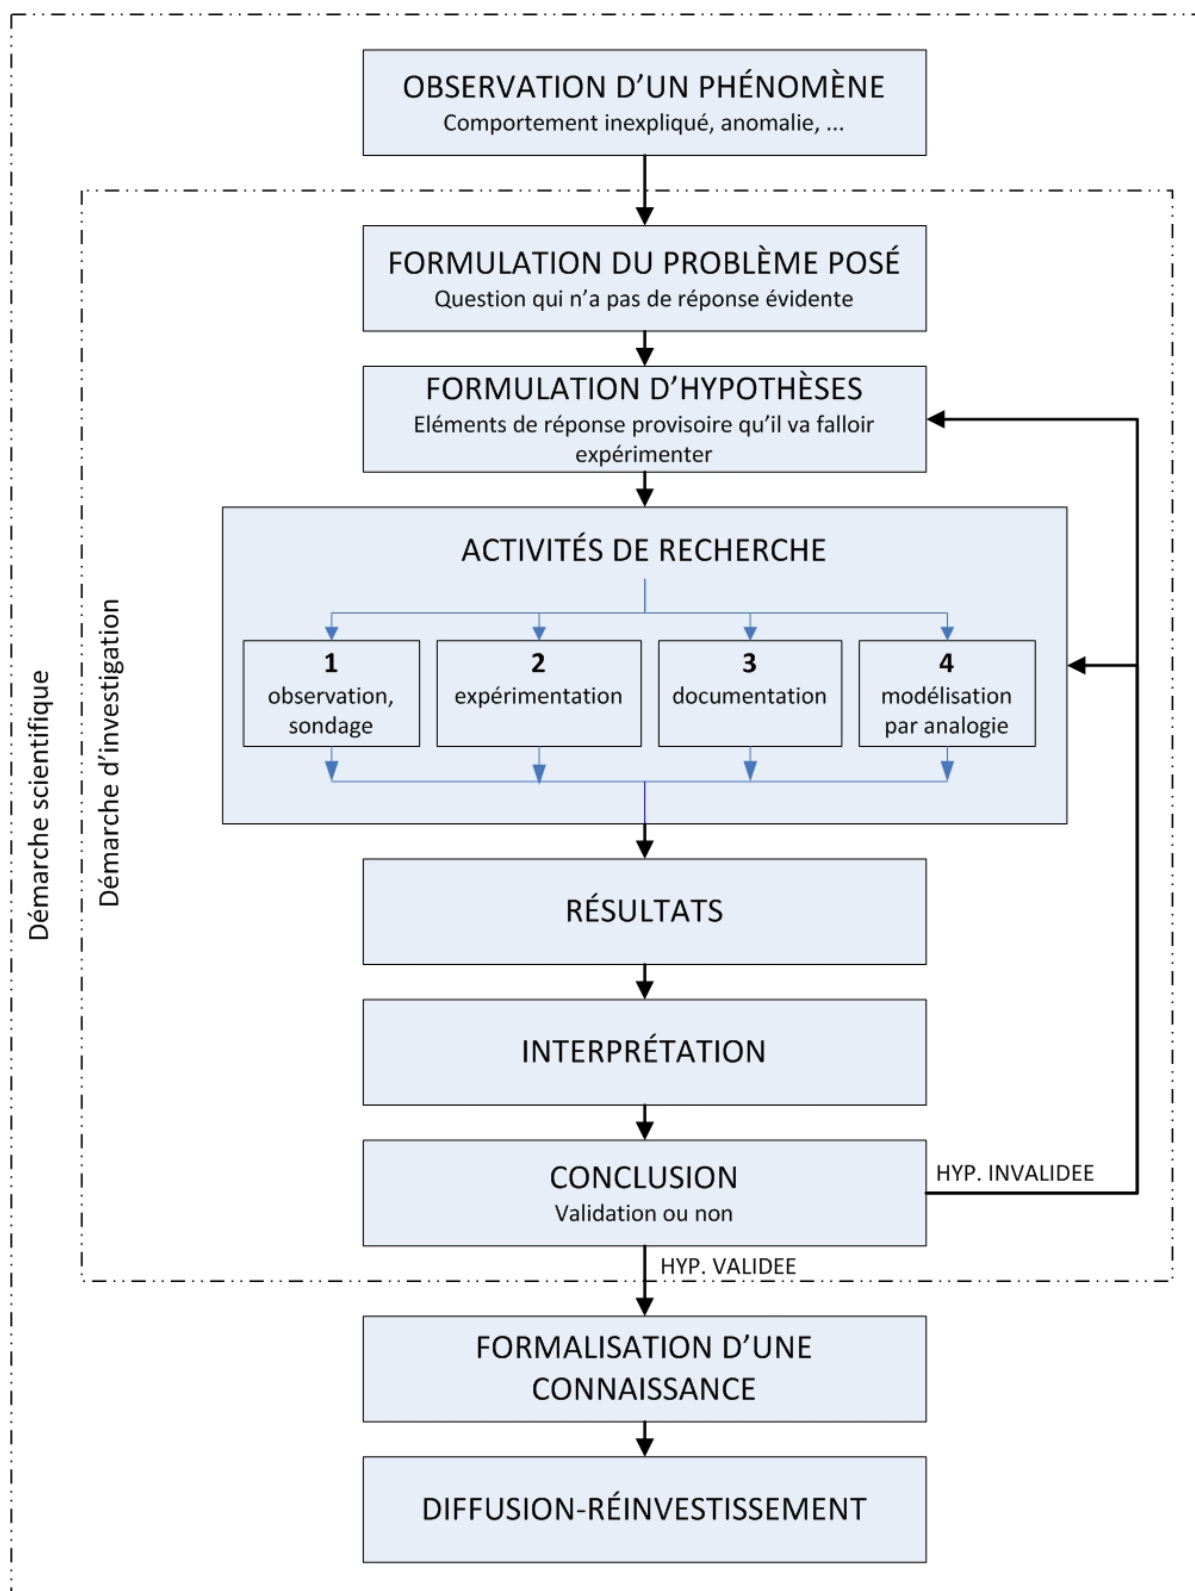 OBSERVATION D’UN PHÉNOMÈNE
Comportement inexpliqué, anomalie, ...
FORMULATION DU PROBLÈME POSÉ
Question qui n’a pas de réponse évidente
FORMULATION D’HYPOTHÈSES
Eléments de réponse provisoire qu’il va falloir
expérimenter
ACTIVITÉS DE RECHERCHE
1
observation,
sondage
2
expérimentation
3
documentation
4
modélisation
par analogie
Démarche scientifique
Démarche d’investigation
RÉSULTATS
INTERPRÉTATION
CONCLUSION
Validation ou non
HYP. INVALIDEE
HYP. VALIDEE
FORMALISATION D’UNE
CONNAISSANCE
DIFFUSION-RÉINVESTISSEMENT